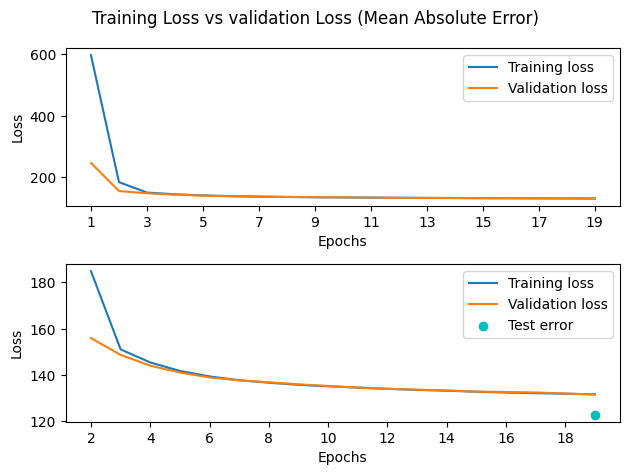 Training Loss vs validation Loss (Mean Absolute Error)
600
400
200
Loss
Training loss
Validation loss
1 3 5 7 9 11 13 15 17 19
Epochs
180
160
140
120
Loss
Training loss
Validation loss
Test error
2 4 6 8 10 12 14 16 18
Epochs